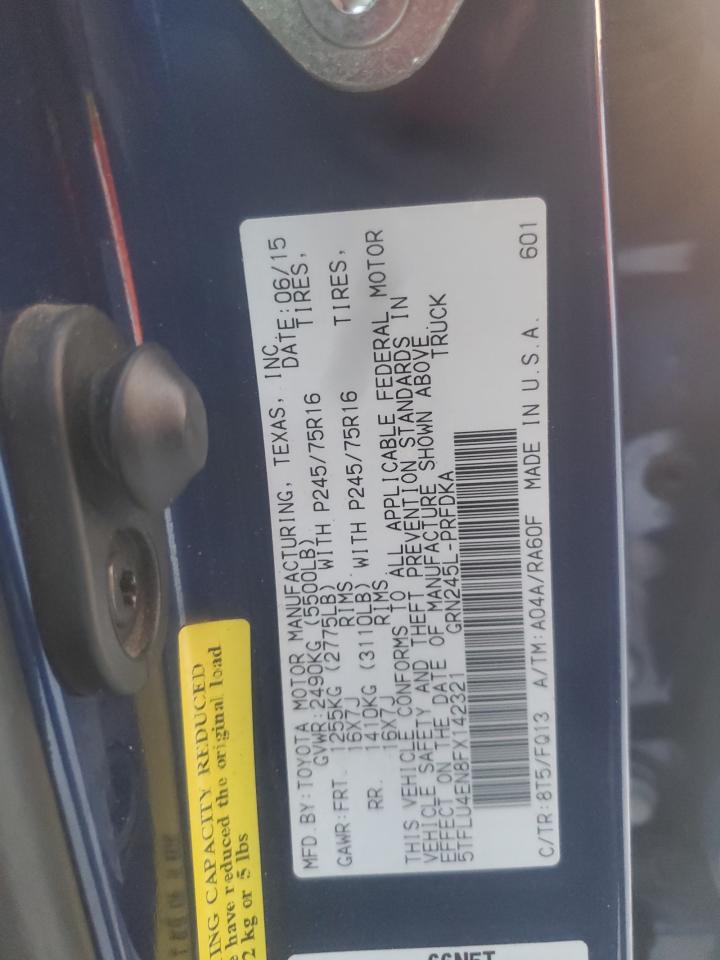 MFD.BY:TOYOTA MOTOR MANUFACTURING, TEXAS, INC.
GVWR:2490KG (5500LB) DATE:06/15
GAWR:FRT. 1255KG (2775LB) WITH P245/75R16 TIRES,
16X7J RIMS
RR. 1410KG (3110LB) WITH P245/75R16 TIRES,
16X7J RIMS
THIS VEHICLE CONFORMS TO ALL APPLICABLE FEDERAL MOTOR
VEHICLE SAFETY AND THEFT PREVENTION STANDARDS IN
EFFECT ON THE DATE OF MANUFACTURE SHOWN ABOVE.
5TFLU4EN8FX142321 GRN245L-PRFDKA TRUCK
C/TR:8T5/FQ13 A/TM:A04A/RA60F MADE IN U.S.A. 601
CAPACITY REDUCED
have reduced the original load
kg or 5 lbs